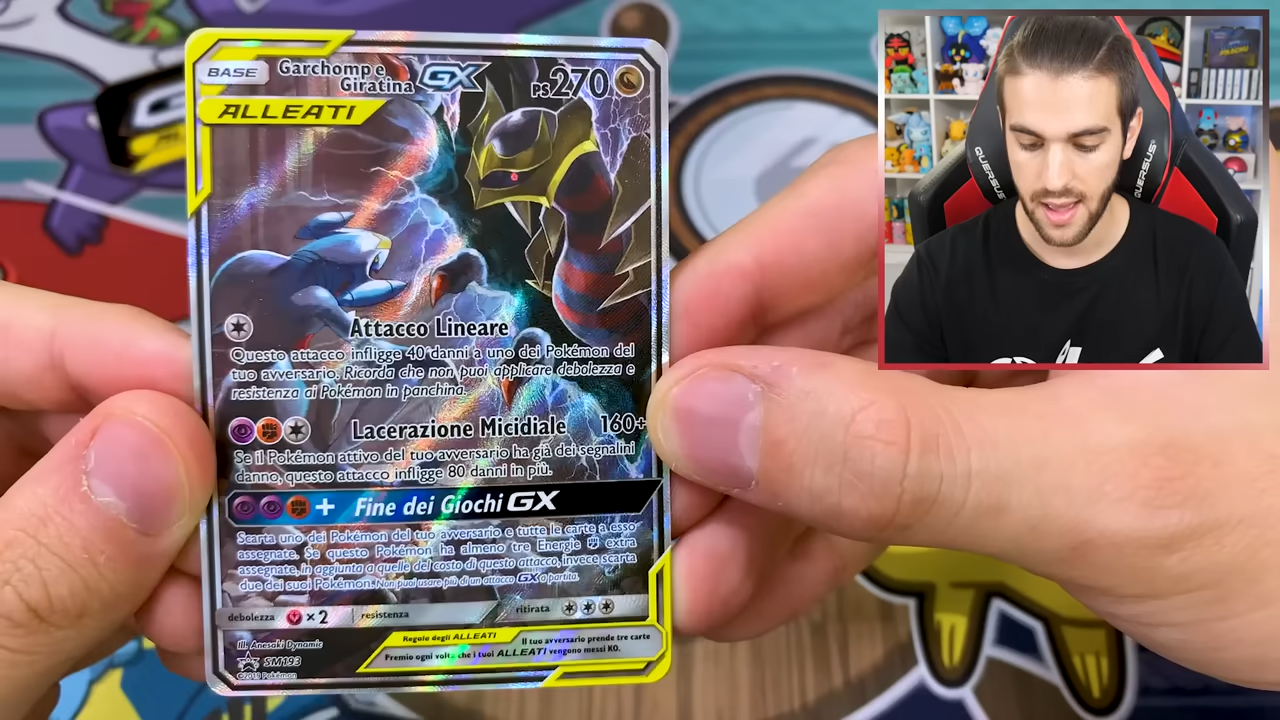 BASE
Garchomp e
Giratina GX
PS270
ALLEATI
Attacco Lineare
Questo attacco infligge 40 danni a uno dei Pokémon del
tuo avversario. Ricorda che non puoi applicare debolezza e
resistenza ai Pokémon in panchina.
Lacerazione Micidiale 160+
Se il Pokémon attivo del tuo avversario ha già dei segnalini
danno, questo attacco infligge 80 danni in più.
+ Fine dei Giochi GX
Scarta uno dei Pokémon del tuo avversario e tutte le carte a esso
assegnate. Se questo Pokémon ha almeno tre Energie extra
assegnate, in aggiunta a quelle del costo di questo attacco, invece scarta
due dei suoi Pokémon. Non puoi usare più di un attacco GX a partita.
debolezza ×2 resistenza ritirata
Ill. Anesaki Dynamic
SM193
©2019 Pokémon
Regola degli ALLEATI Il tuo avversario prende tre carte
Premio ogni volta che i tuoi ALLEATI vengono messi KO.
QUERSUS
QUERSUS